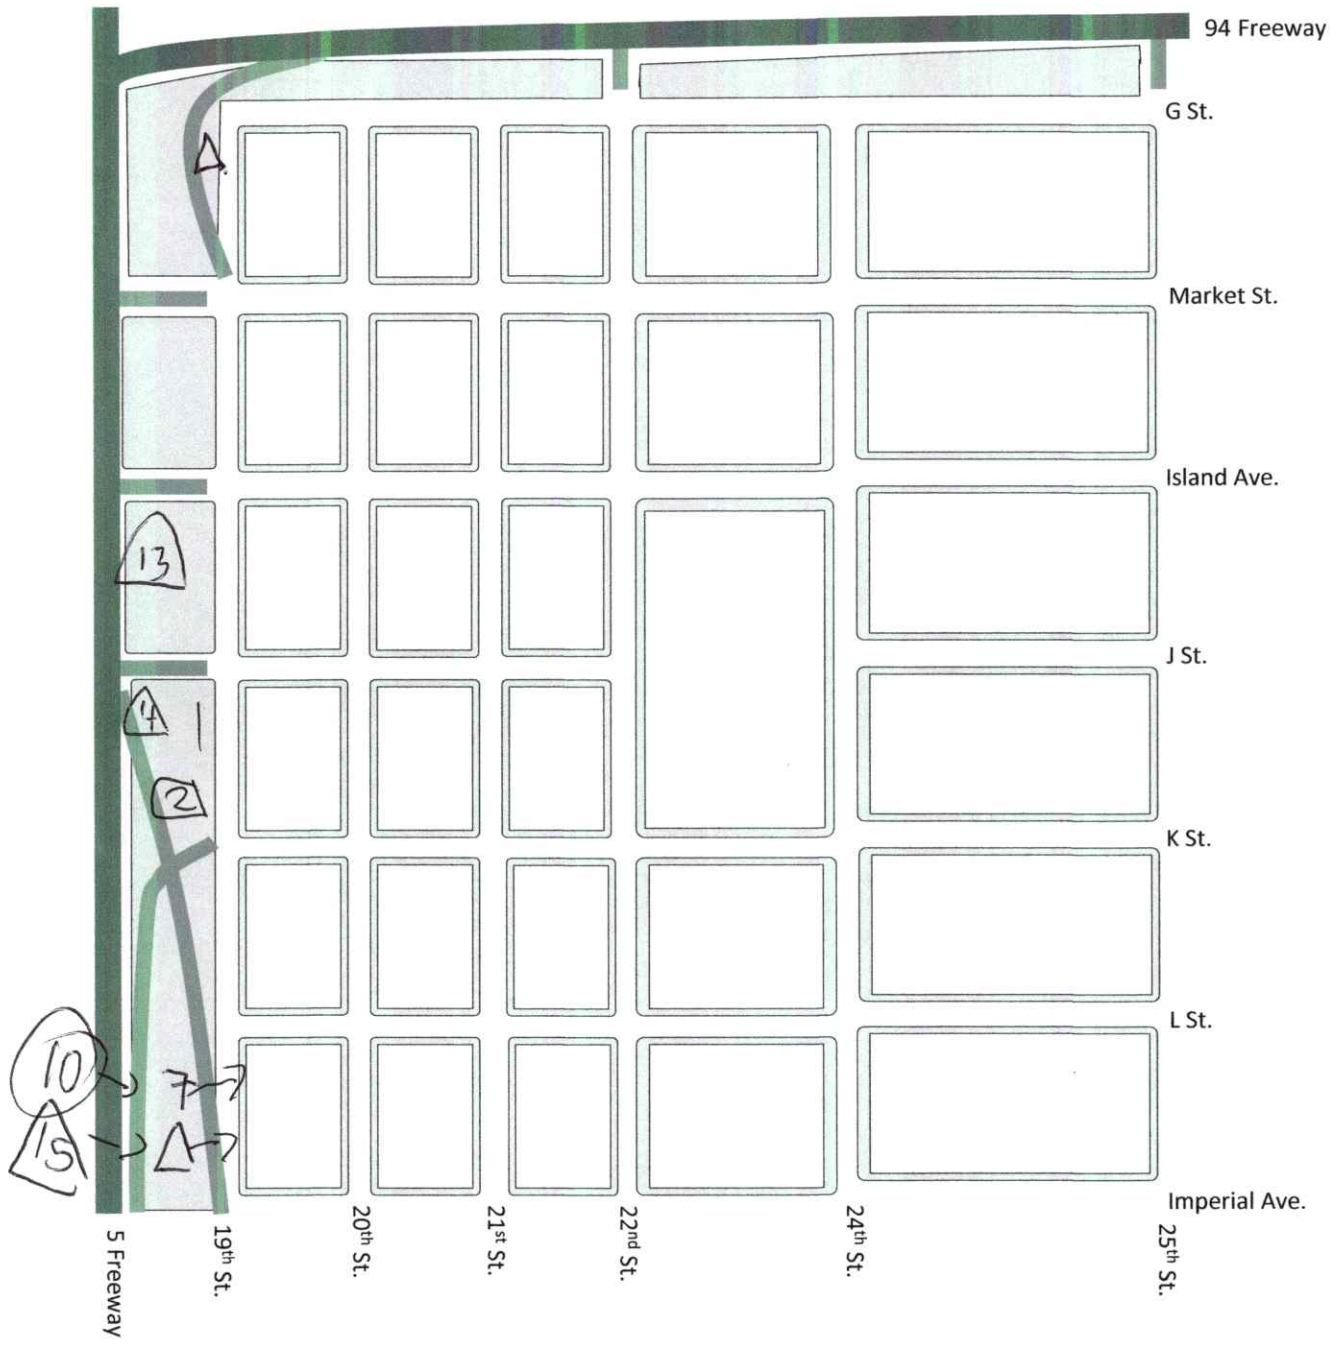 94 Freeway
G St.
Market St.
Island Ave.
13
J St.
4 1
2
K St.
L St.
10 7
15
Imperial Ave.
5 Freeway
19th St.
20th St.
21st St.
22nd St.
24th St.
25th St.